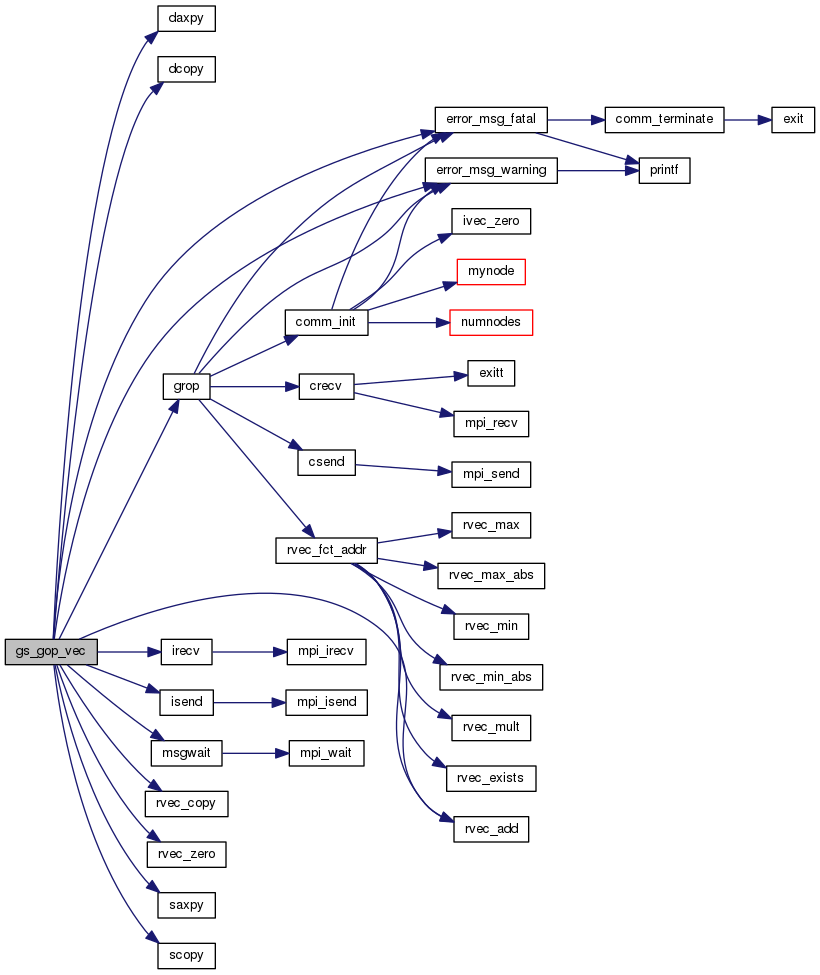 daxpy
dcopy
error_msg_fatal
comm_terminate
exit
error_msg_warning
printf
ivec_zero
mynode
comm_init
numnodes
grop
crecv
exitt
mpi_recv
csend
mpi_send
rvec_max
rvec_fct_addr
rvec_max_abs
rvec_min
gs_gop_vec
irecv
mpi_irecv
rvec_min_abs
isend
mpi_isend
rvec_mult
msgwait
mpi_wait
rvec_exists
rvec_copy
rvec_add
rvec_zero
saxpy
scopy